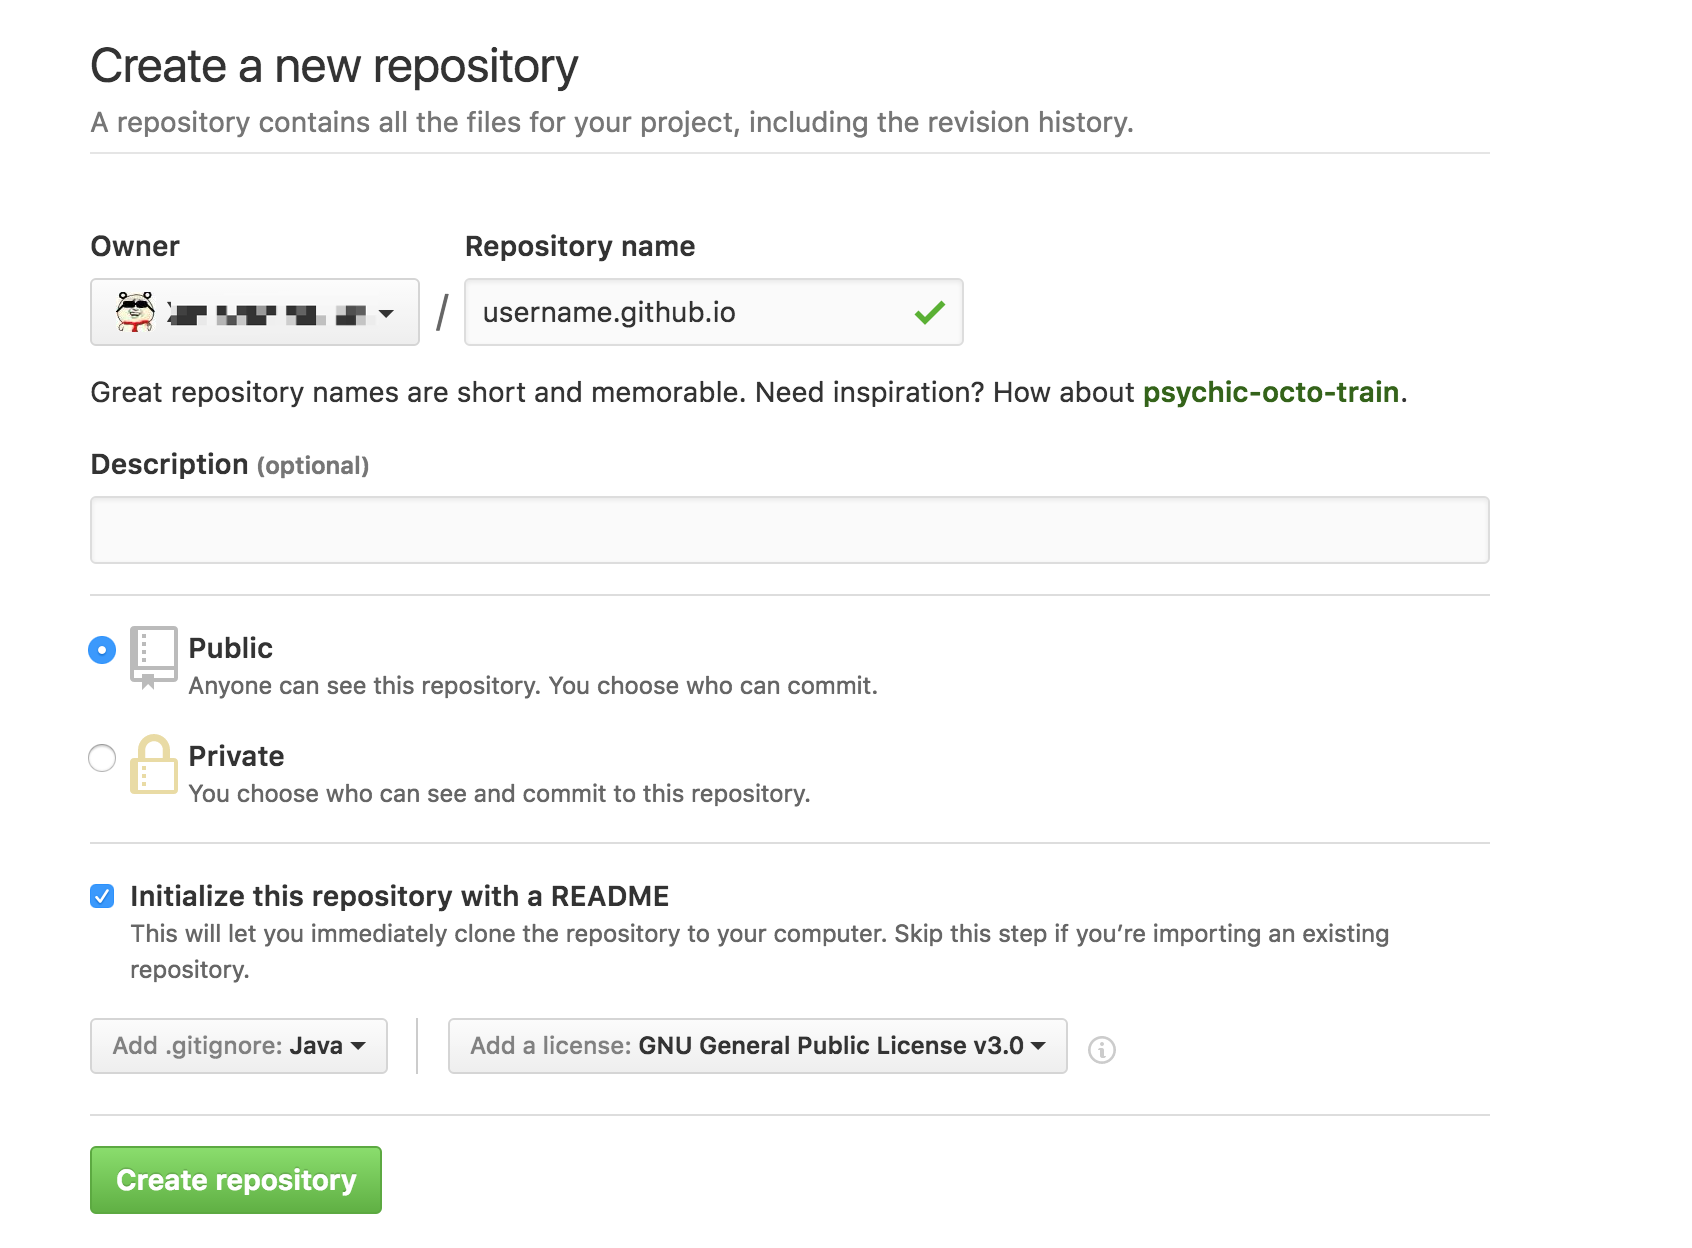 Create a new repository
A repository contains all the files for your project, including the revision history.
Owner
Repository name
/
username.github.io
Great repository names are short and memorable. Need inspiration? How about psychic-octo-train.
Description (optional)
Public
Anyone can see this repository. You choose who can commit.
Private
You choose who can see and commit to this repository.
Initialize this repository with a README
This will let you immediately clone the repository to your computer. Skip this step if you’re importing an existing
repository.
Add .gitignore: Java
Add a license: GNU General Public License v3.0
Create repository